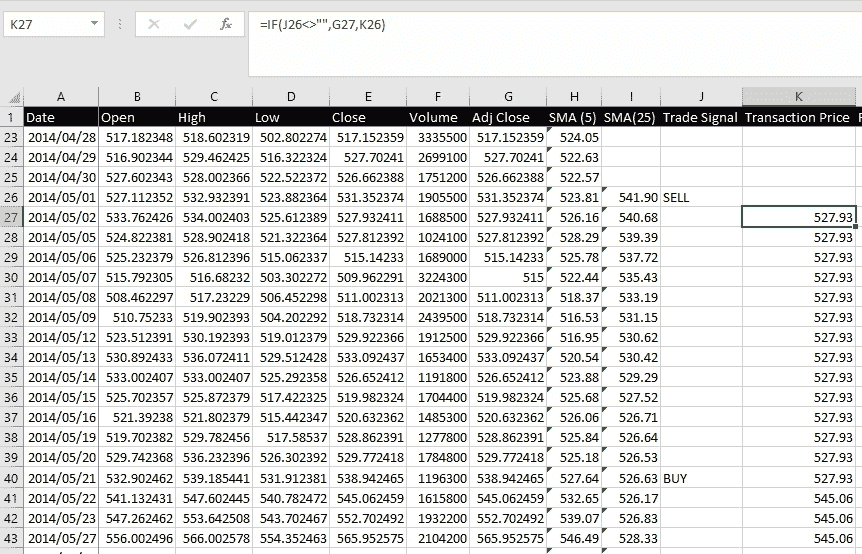 K27 fx =IF(J26<>"",G27,K26)
A B C D E F G H I J K
1 Date Open High Low Close Volume Adj Close SMA (5) SMA(25) Trade Signal Transaction Price
23 2014/04/28 517.182348 518.602319 502.802274 517.152359 3335500 517.152359 524.05
24 2014/04/29 516.902344 529.462425 516.322324 527.70241 2699100 527.70241 522.63
25 2014/04/30 527.602343 528.002366 522.522372 526.662388 1751200 526.662388 522.57
26 2014/05/01 527.112352 532.932391 523.882364 531.352374 1905500 531.352374 523.81 541.90 SELL
27 2014/05/02 533.762426 534.002403 525.612389 527.932411 1688500 527.932411 526.16 540.68 527.93
28 2014/05/05 524.822381 528.902418 521.322364 527.812392 1024100 527.812392 528.29 539.39 527.93
29 2014/05/06 525.232379 526.812396 515.062337 515.14233 1689000 515.14233 525.78 537.72 527.93
30 2014/05/07 515.792305 516.68232 503.302272 509.962291 3224300 515 522.44 535.43 527.93
31 2014/05/08 508.462297 517.23229 506.452298 511.002313 2021300 511.002313 518.37 533.19 527.93
32 2014/05/09 510.75233 519.902393 504.202292 518.732314 2439500 518.732314 516.53 531.15 527.93
33 2014/05/12 523.512391 530.192393 519.012379 529.922366 1912500 529.922366 516.95 530.62 527.93
34 2014/05/13 530.892433 536.072411 529.512428 533.092437 1653400 533.092437 520.54 530.42 527.93
35 2014/05/14 533.002407 533.002407 525.292358 526.652412 1191800 526.652412 523.88 529.29 527.93
36 2014/05/15 525.702357 525.872379 517.422325 519.982324 1704400 519.982324 525.68 527.52 527.93
37 2014/05/16 521.39238 521.802379 515.442347 520.632362 1485300 520.632362 526.06 526.71 527.93
38 2014/05/19 519.702382 529.782456 517.58537 528.862391 1277800 528.862391 525.84 526.64 527.93
39 2014/05/20 529.742368 536.232396 526.302392 529.772418 1784800 529.772418 525.18 526.53 527.93
40 2014/05/21 532.902462 539.185441 531.912381 538.942465 1196300 538.942465 527.64 526.63 BUY 527.93
41 2014/05/22 541.132431 547.602445 540.782472 545.062459 1615800 545.062459 532.65 526.17 545.06
42 2014/05/23 547.262462 553.642508 543.702467 552.702492 1932200 552.702492 539.07 526.83 545.06
43 2014/05/27 556.002496 566.002578 554.352463 565.952575 2104200 565.952575 546.49 528.33 545.06